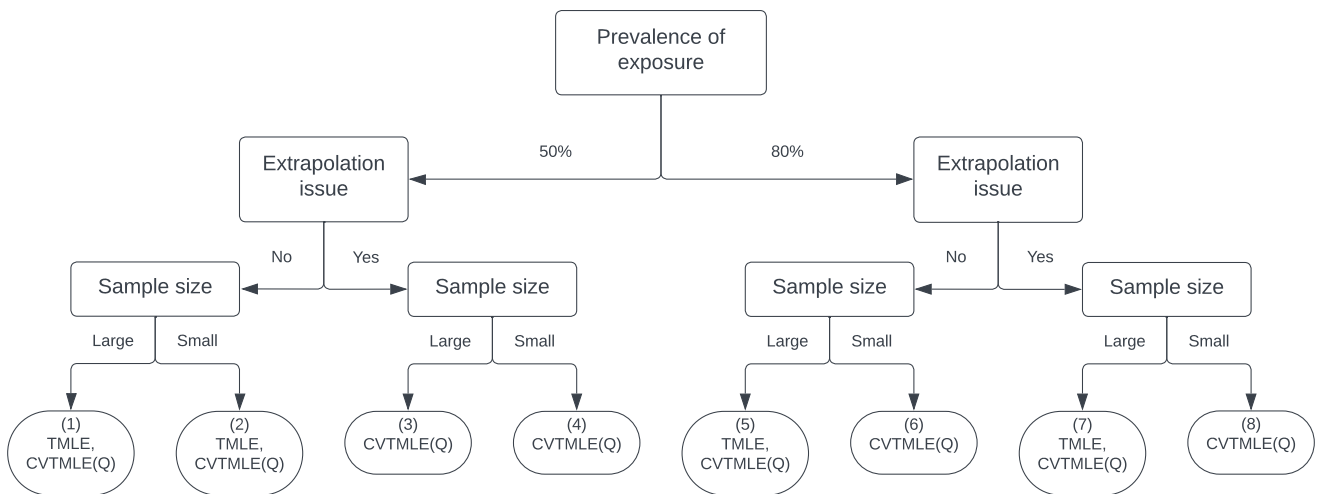 Prevalence of
exposure
50%
80%
Extrapolation
issue
Extrapolation
issue
No
Yes
No
Yes
Sample size
Sample size
Sample size
Sample size
Large
Small
Large
Small
Large
Small
Large
Small
(1)
TMLE,
CVTMLE(Q)
(2)
TMLE,
CVTMLE(Q)
(3)
CVTMLE(Q)
(4)
CVTMLE(Q)
(5)
TMLE,
CVTMLE(Q)
(6)
CVTMLE(Q)
(7)
TMLE,
CVTMLE(Q)
(8)
CVTMLE(Q)